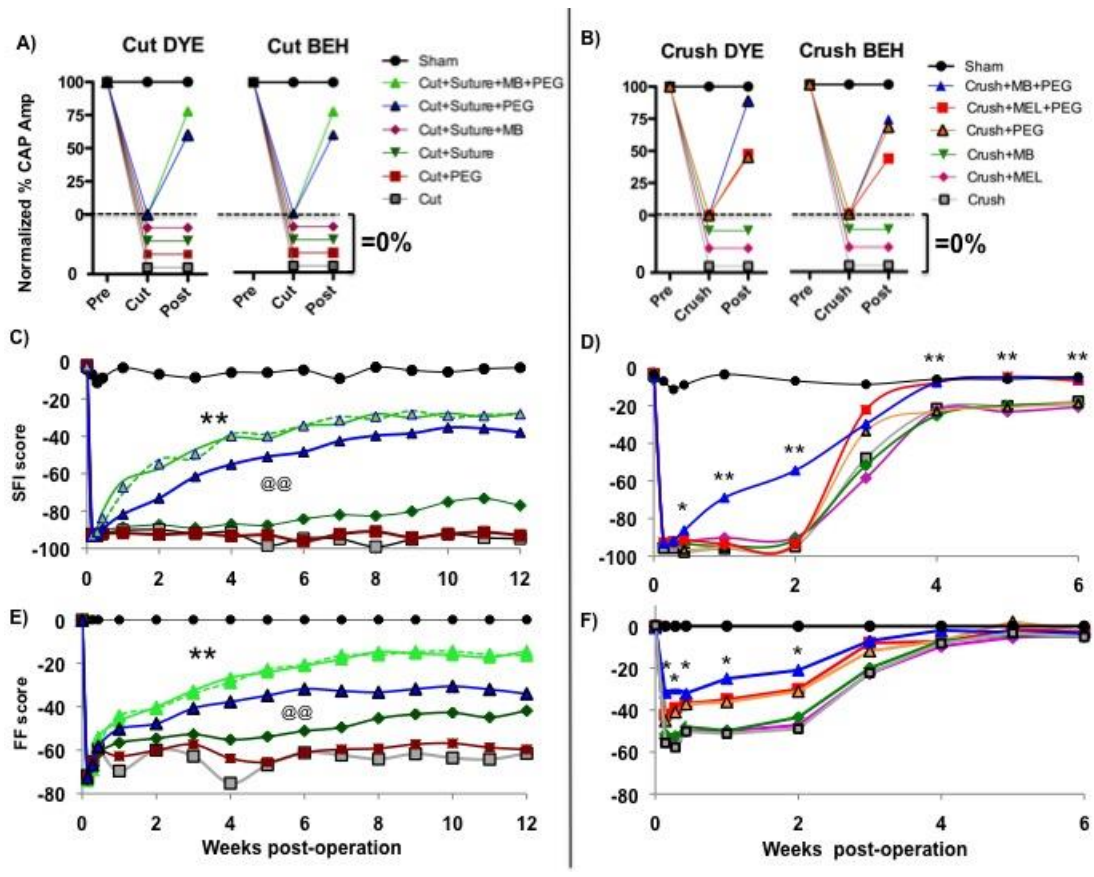 A)
Cut DYE
Cut BEH
Normalized % CAP Amp
100
75
50
25
0
0
Pre
Cut
Post
Pre
Cut
Post
=0%
Sham
Cut+Suture+MB+PEG
Cut+Suture+PEG
Cut+Suture+MB
Cut+Suture
Cut+PEG
Cut
B)
Crush DYE
Crush BEH
100
75
50
25
0
0
Pre
Crush
Post
Pre
Crush
Post
=0%
Sham
Crush+MB+PEG
Crush+MEL+PEG
Crush+PEG
Crush+MB
Crush+MEL
Crush
C)
SFI score
0
-20
-40
-60
-80
-100
**
@@
0 2 4 6 8 10 12
D)
0
-20
-40
-60
-80
-100
* ** ** ** ** **
0 2 4 6
E)
FF score
0
-20
-40
-60
-80
**
@@
0 2 4 6 8 10 12
Weeks post-operation
F)
0
-20
-40
-60
-80
* * * * *
0 2 4 6
Weeks post-operation